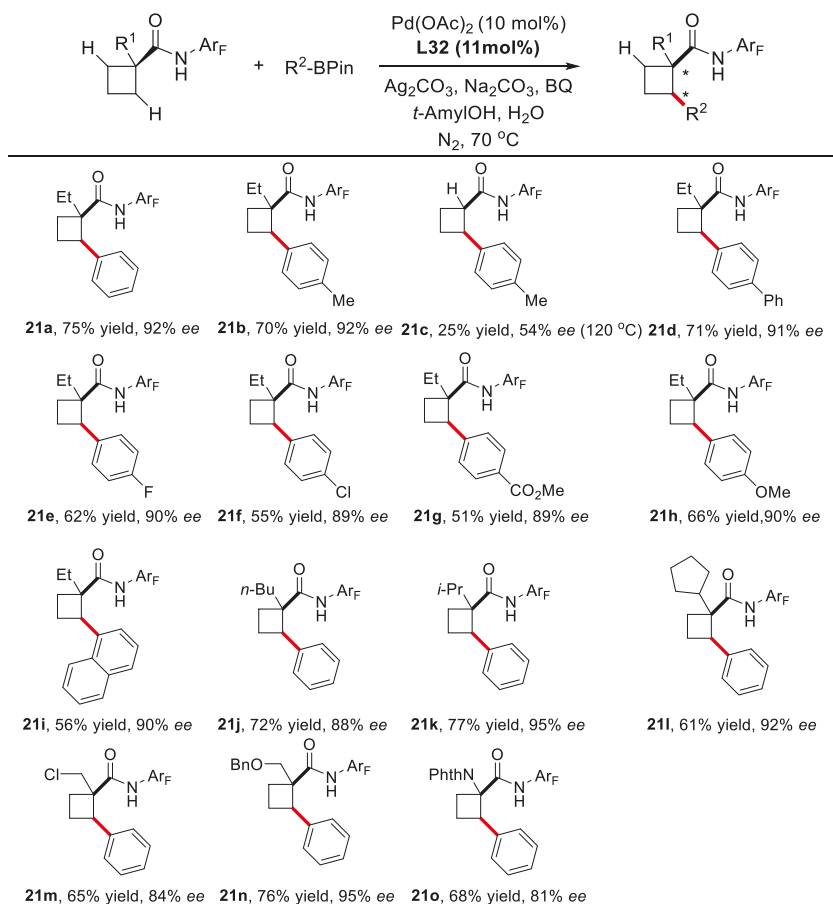 H R¹ O N H ArF H
+ R²-BPin
Pd(OAc)₂ (10 mol%)
L32 (11mol%)
Ag₂CO₃, Na₂CO₃, BQ
t-AmylOH, H₂O
N₂, 70 °C
H R¹ O N H ArF * * R²
Et O N H ArF
Et O N H ArF Me
H O N H ArF Me
Et O N H ArF Ph
21a, 75% yield, 92% ee
21b, 70% yield, 92% ee
21c, 25% yield, 54% ee (120 °C)
21d, 71% yield, 91% ee
Et O N H ArF F
Et O N H ArF Cl
Et O N H ArF CO₂Me
Et O N H ArF OMe
21e, 62% yield, 90% ee
21f, 55% yield, 89% ee
21g, 51% yield, 89% ee
21h, 66% yield,90% ee
Et O N H ArF
n-Bu O N H ArF
i-Pr O N H ArF
O N H ArF
21i, 56% yield, 90% ee
21j, 72% yield, 88% ee
21k, 77% yield, 95% ee
21l, 61% yield, 92% ee
Cl O N H ArF
BnO O N H ArF
PhthN O N H ArF
21m, 65% yield, 84% ee
21n, 76% yield, 95% ee
21o, 68% yield, 81% ee